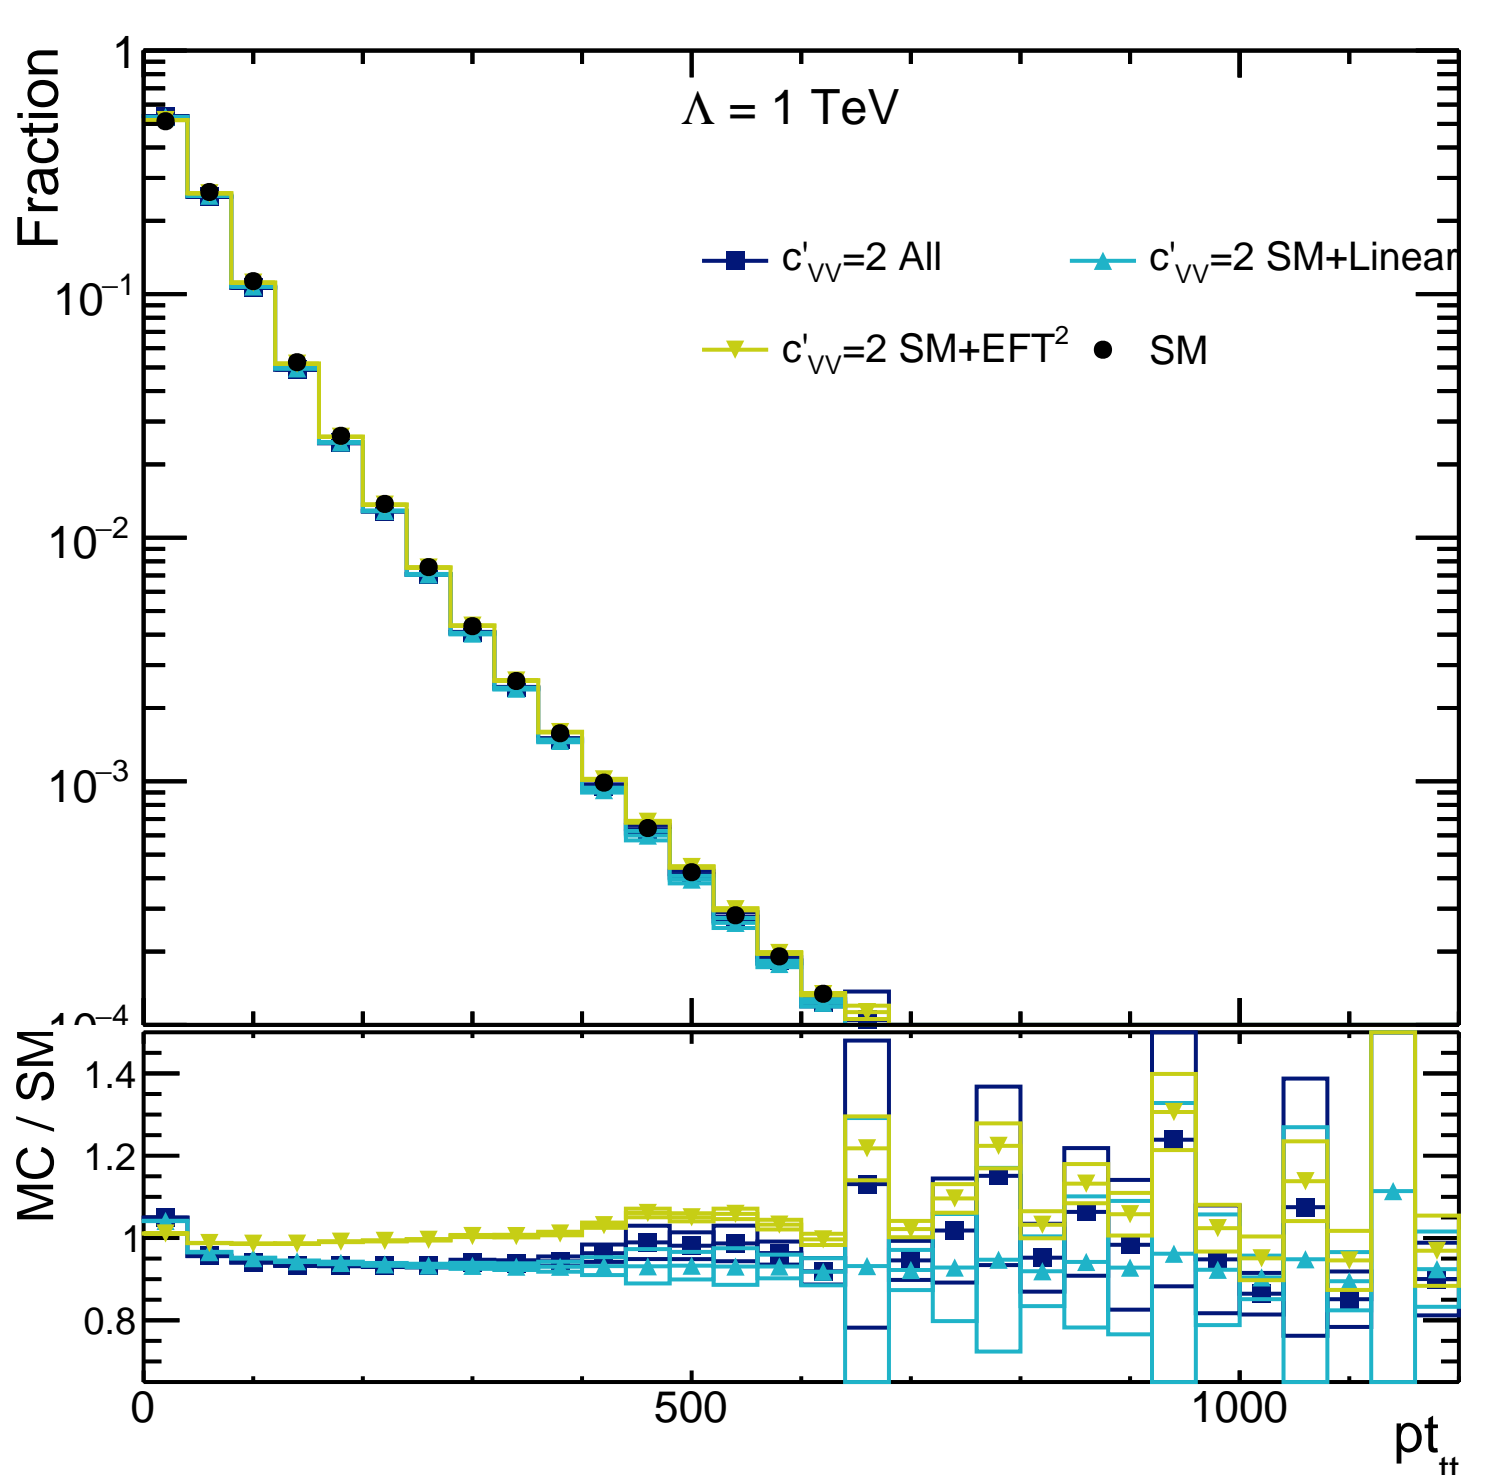 Fraction
Λ = 1 TeV
c'VV=2 All
c'VV=2 SM+Linear
c'VV=2 SM+EFT²
SM
1
10⁻¹
10⁻²
10⁻³
10⁻⁴
MC / SM
1.4
1.2
1
0.8
0
500
1000
pt_tt